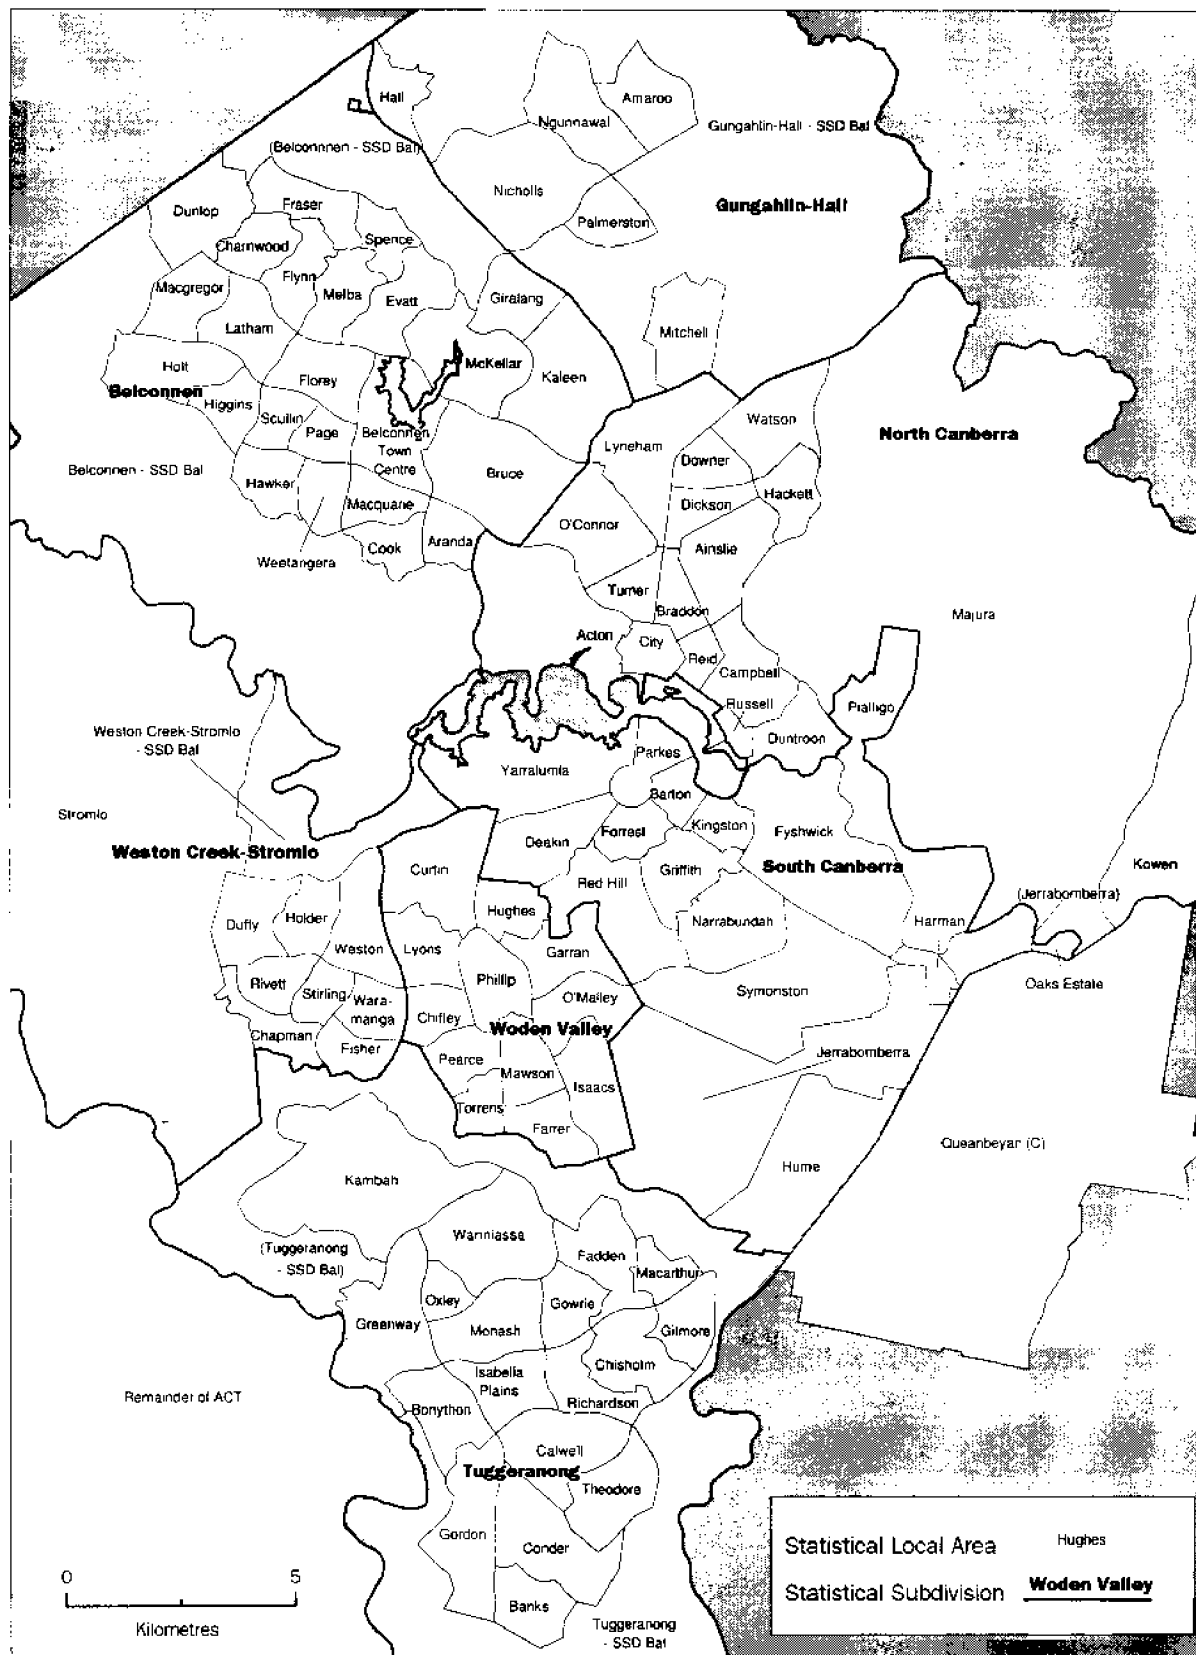 Hall
Amaroo
Ngunnawal
Gungahlin-Hall - SSD Bal
(Belconnnen - SSD Bal)
Nicholls
Dunlop
Fraser
Gungahlin-Hall
Palmerston
Charnwood
Spence
Macgregor
Flynn
Melba
Evatt
Giralang
Latham
Mitchell
Holt
McKellar
Florey
Kaleen
Belconnen
Higgins
Scullin
Page
Belconnen
Town
Centre
Watson
North Canberra
Lyneham
Downer
Belconnen - SSD Bal
Bruce
Hawker
Hackett
Macquarie
Dickson
O'Connor
Cook
Aranda
Ainslie
Weetangera
Turner
Braddon
Majura
Acton
City
Reid
Campbell
Russell
Pialligo
Weston Creek-Stromlo
- SSD Bal
Duntroon
Parkes
Yarralumla
Barton
Stromlo
Kingston
Fyshwick
Deakin
Forrest
Weston Creek-Stromlo
Curtin
Griffith
South Canberra
Kowen
Red Hill
(Jerrabomberra)
Duffy
Holder
Hughes
Narrabundah
Harman
Weston
Lyons
Garran
Rivett
Phillip
Oaks Estate
Stirling
Wara-
manga
O'Malley
Symonston
Chifley
Woden Valley
Chapman
Fisher
Pearce
Jerrabomberra
Mawson
Isaacs
Torrens
Farrer
Queanbeyan (C)
Hume
Kambah
Wanniassa
(Tuggeranong
- SSD Bal)
Fadden
Macarthur
Oxley
Gowrie
Greenway
Monash
Gilmore
Chisholm
Isabella
Plains
Remainder of ACT
Bonython
Richardson
Calwell
Tuggeranong
Theodore
Gordon
Conder
Banks
Tuggeranong
- SSD Bal
0 5
Kilometres
Statistical Local Area Hughes
Statistical Subdivision Woden Valley